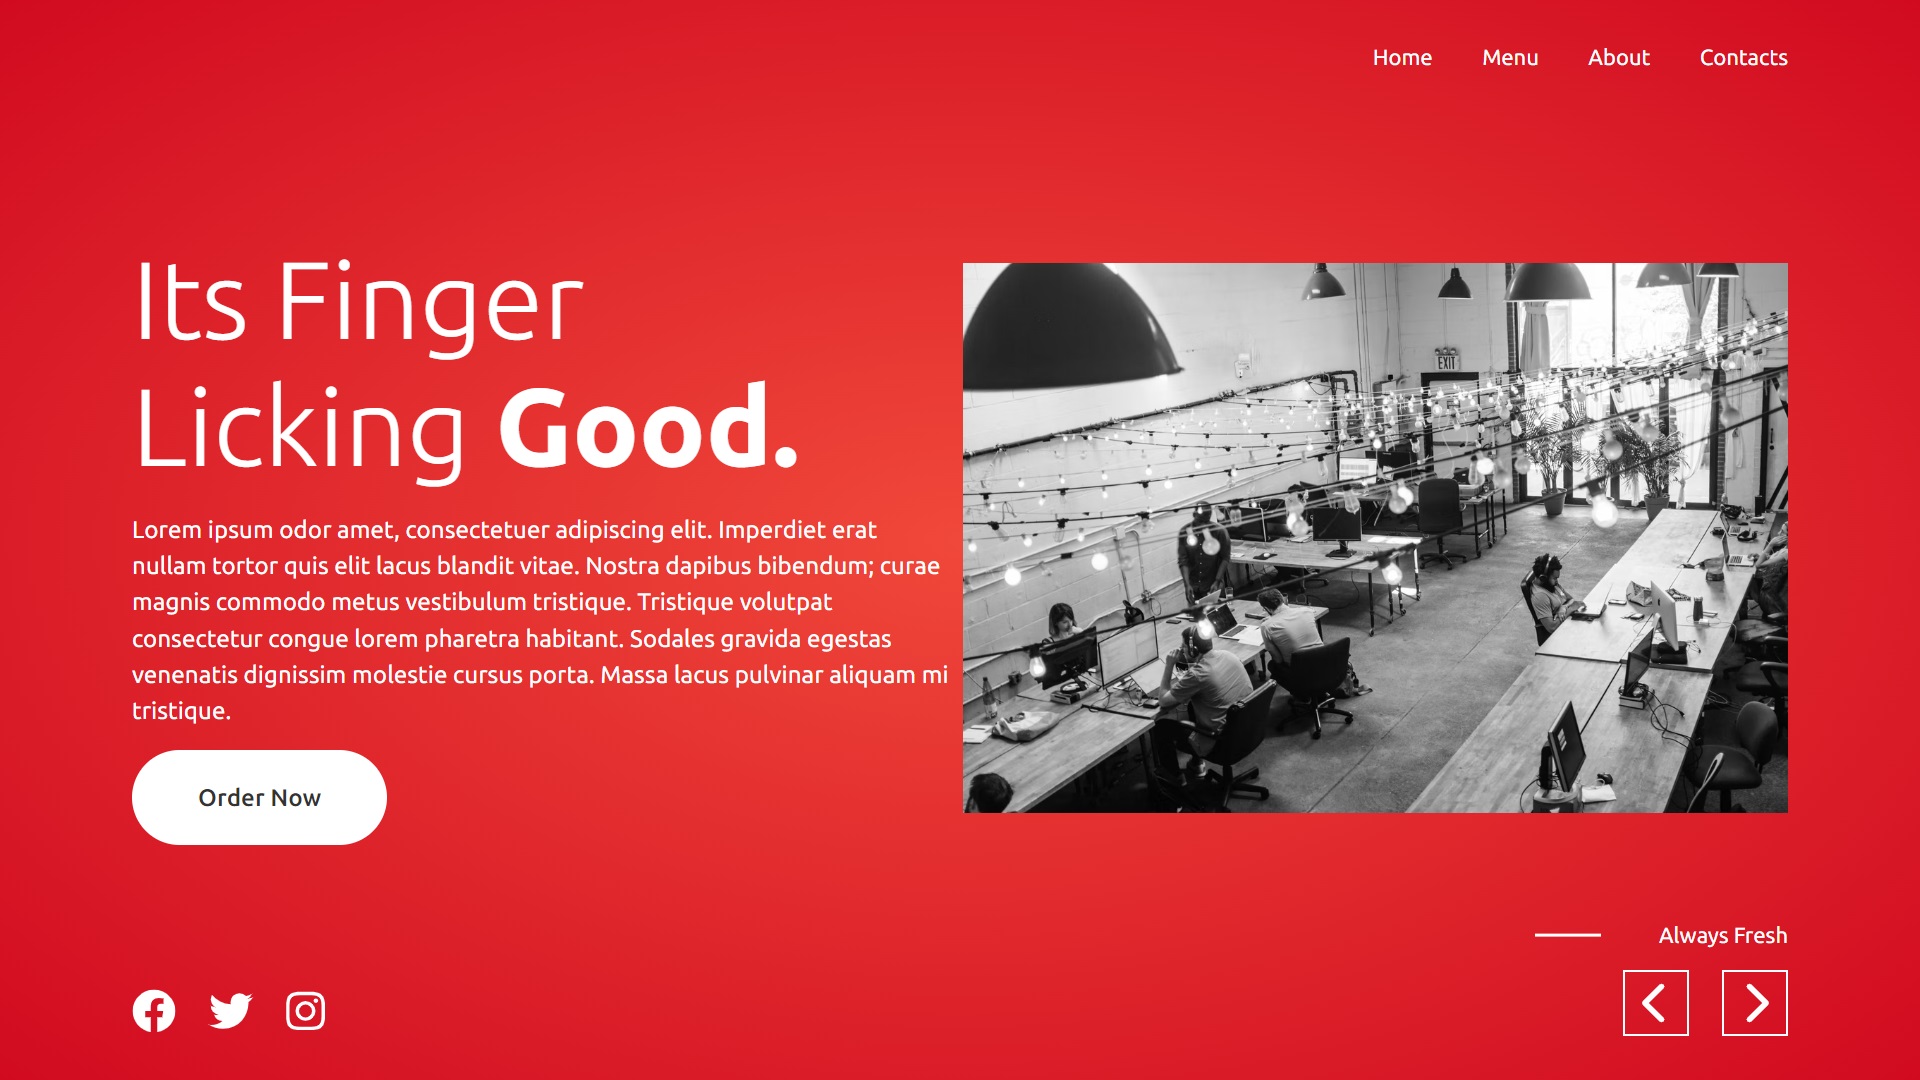 Home Menu About Contacts
Its Finger
Licking Good.
Lorem ipsum odor amet, consectetuer adipiscing elit. Imperdiet erat
nullam tortor quis elit lacus blandit vitae. Nostra dapibus bibendum; curae
magnis commodo metus vestibulum tristique. Tristique volutpat
consectetur congue lorem pharetra habitant. Sodales gravida egestas
venenatis dignissim molestie cursus porta. Massa lacus pulvinar aliquam mi
tristique.
Order Now
EXIT
Always Fresh